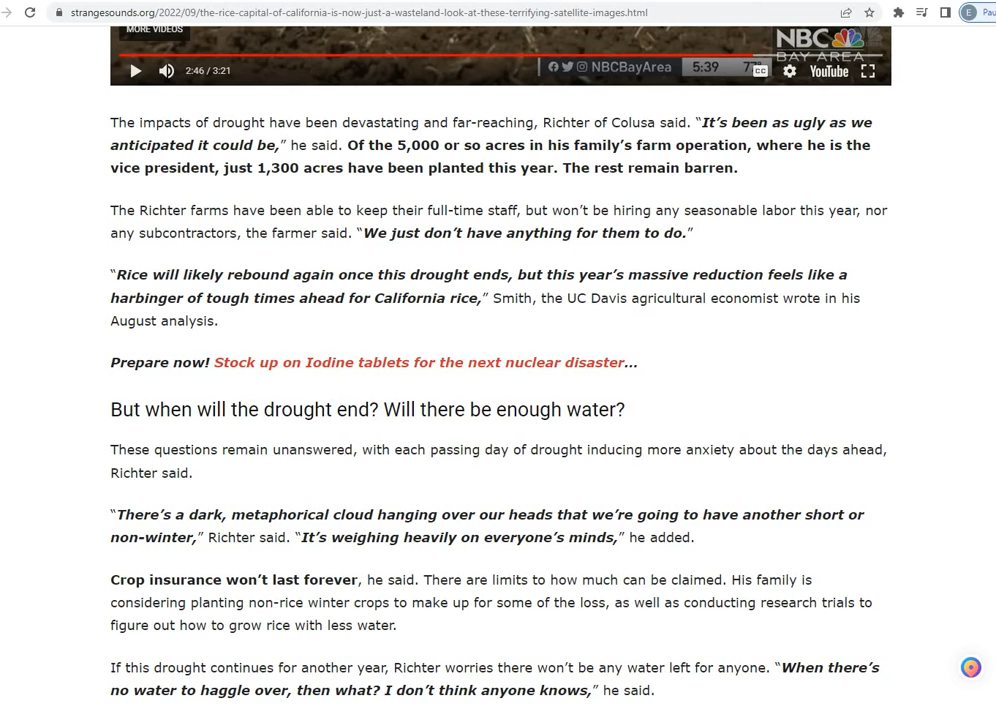 strangesounds.org/2022/09/the-rice-capital-of-california-is-now-just-a-wasteland-look-at-these-terrifying-satellite-images.html
E
Pau
MORE VIDEOS
NBC
BAY AREA
2:46 / 3:21
NBCBayArea
5:39
CC
YouTube
The impacts of drought have been devastating and far-reaching, Richter of Colusa said. “It’s been as ugly as we
anticipated it could be,” he said. Of the 5,000 or so acres in his family’s farm operation, where he is the
vice president, just 1,300 acres have been planted this year. The rest remain barren.
The Richter farms have been able to keep their full-time staff, but won’t be hiring any seasonable labor this year, nor
any subcontractors, the farmer said. “We just don’t have anything for them to do.”
“Rice will likely rebound again once this drought ends, but this year’s massive reduction feels like a
harbinger of tough times ahead for California rice,” Smith, the UC Davis agricultural economist wrote in his
August analysis.
Prepare now! Stock up on Iodine tablets for the next nuclear disaster…
But when will the drought end? Will there be enough water?
These questions remain unanswered, with each passing day of drought inducing more anxiety about the days ahead,
Richter said.
“There’s a dark, metaphorical cloud hanging over our heads that we’re going to have another short or
non-winter,” Richter said. “It’s weighing heavily on everyone’s minds,” he added.
Crop insurance won’t last forever, he said. There are limits to how much can be claimed. His family is
considering planting non-rice winter crops to make up for some of the loss, as well as conducting research trials to
figure out how to grow rice with less water.
If this drought continues for another year, Richter worries there won’t be any water left for anyone. “When there’s
no water to haggle over, then what? I don’t think anyone knows,” he said.